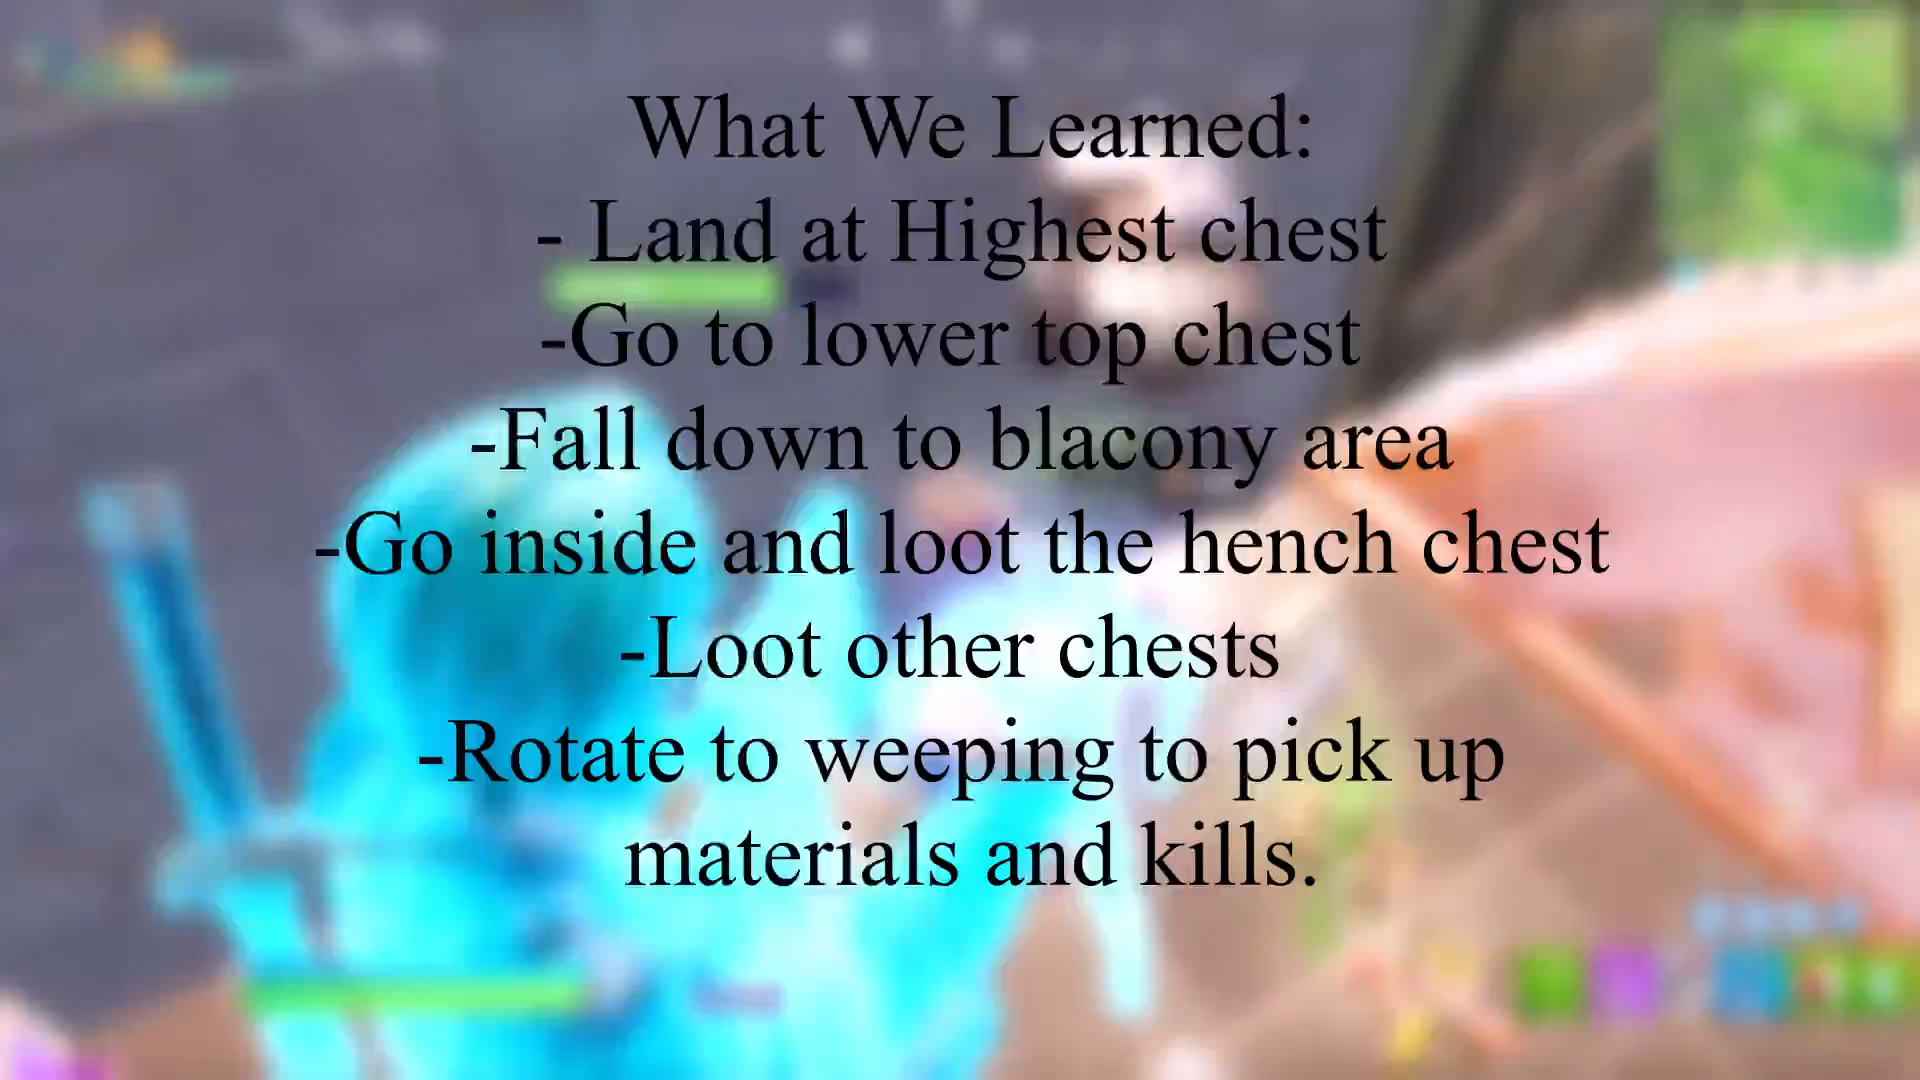 What We Learned:
- Land at Highest chest
-Go to lower top chest
-Fall down to blacony area
-Go inside and loot the hench chest
-Loot other chests
-Rotate to weeping to pick up
materials and kills.